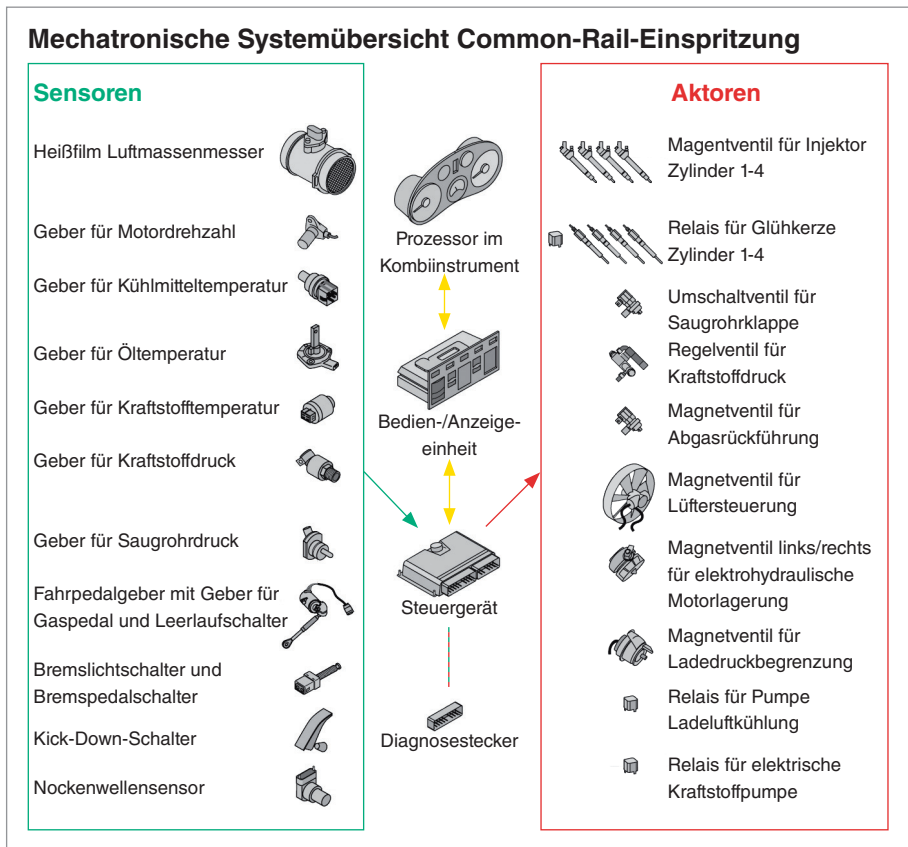 Mechatronische Systemübersicht Common-Rail-Einspritzung
Sensoren
Heißfilm Luftmassenmesser
Geber für Motordrehzahl
Geber für Kühlmitteltemperatur
Geber für Öltemperatur
Geber für Kraftstofftemperatur
Geber für Kraftstoffdruck
Geber für Saugrohrdruck
Fahrpedalgeber mit Geber für
Gaspedal und Leerlaufschalter
Bremslichtschalter und
Bremspedalschalter
Kick-Down-Schalter
Nockenwellensensor
Prozessor im
Kombiinstrument
Bedien-/Anzeige-
einheit
Steuergerät
Diagnosestecker
Aktoren
Magentventil für Injektor
Zylinder 1-4
Relais für Glühkerze
Zylinder 1-4
Umschaltventil für
Saugrohrklappe
Regelventil für
Kraftstoffdruck
Magnetventil für
Abgasrückführung
Magnetventil für
Lüftersteuerung
Magnetventil links/rechts
für elektrohydraulische
Motorlagerung
Magnetventil für
Ladedruckbegrenzung
Relais für Pumpe
Ladeluftkühlung
Relais für elektrische
Kraftstoffpumpe